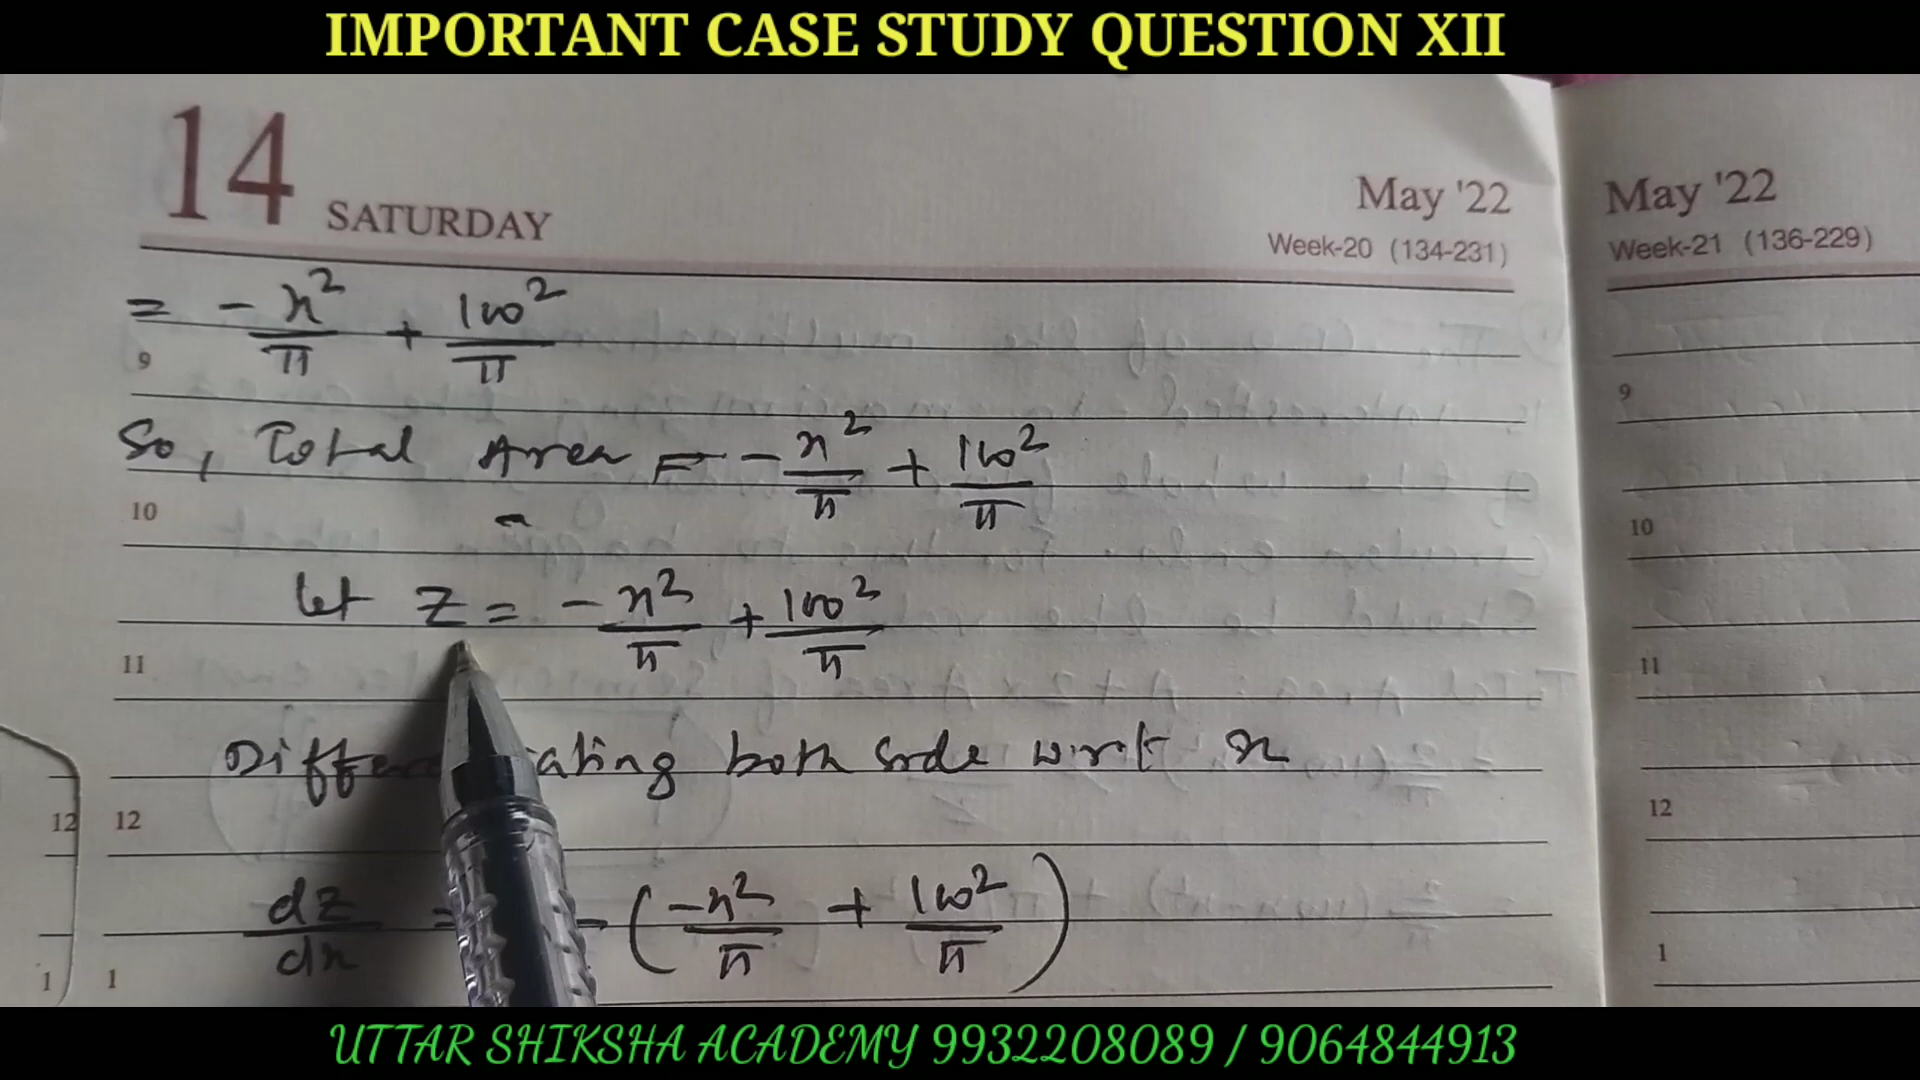 IMPORTANT CASE STUDY QUESTION XII
14 SATURDAY
May '22
Week-20 (134-231)
May '22
Week-21 (136-229)
= -x²/π + 100²/π
9
9
So, Total Area = -x²/π + 100²/π
10
10
Let Z = -x²/π + 100²/π
11
11
Differ ating both side w.r.t x
12 12
12
dz/dx = (-x²/π + 100²/π)
1 1
1
UTTAR SHIKSHA ACADEMY 9932208089 / 9064844913